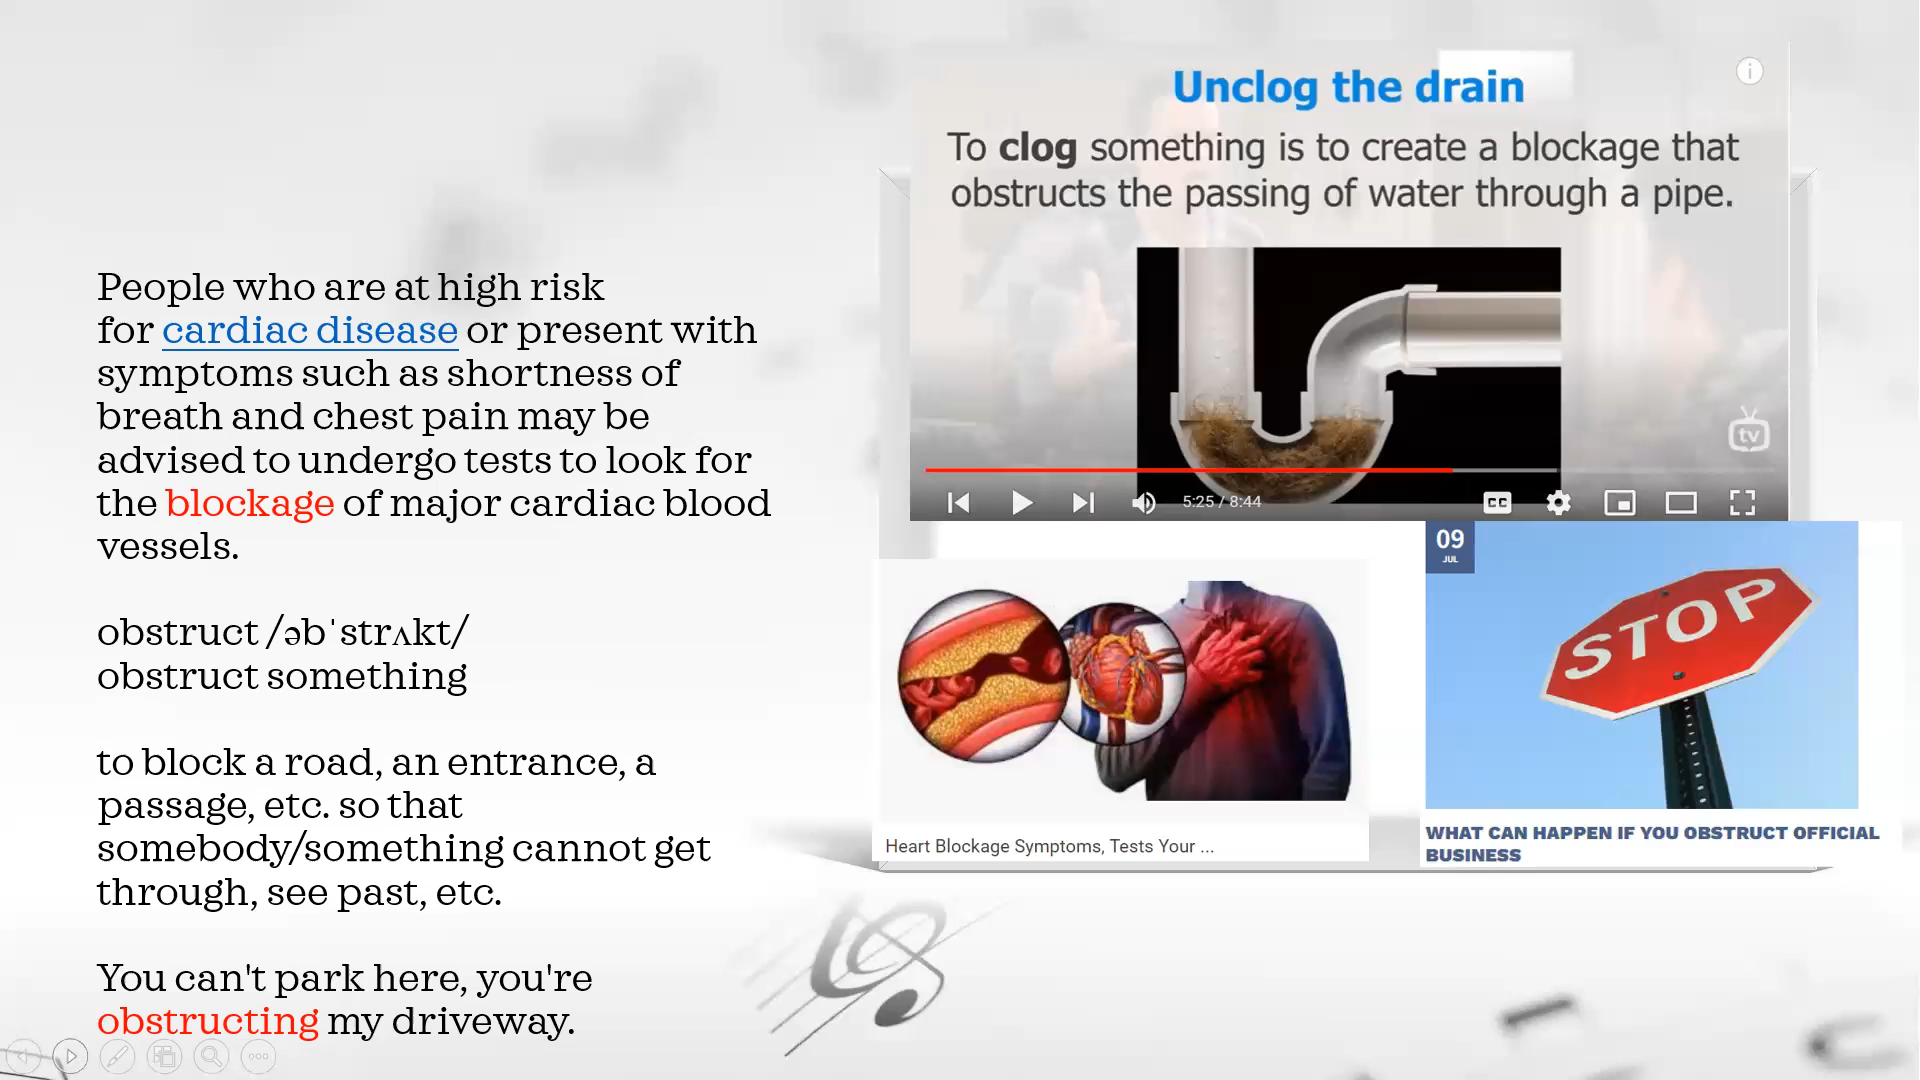 People who are at high risk
for cardiac disease or present with
symptoms such as shortness of
breath and chest pain may be
advised to undergo tests to look for
the blockage of major cardiac blood
vessels.
obstruct /əbˈstrʌkt/
obstruct something
to block a road, an entrance, a
passage, etc. so that
somebody/something cannot get
through, see past, etc.
You can't park here, you're
obstructing my driveway.
Unclog the drain
To clog something is to create a blockage that
obstructs the passing of water through a pipe.
tv
5:25 / 8:44
CC
Heart Blockage Symptoms, Tests Your ...
09
JUL
STOP
WHAT CAN HAPPEN IF YOU OBSTRUCT OFFICIAL
BUSINESS